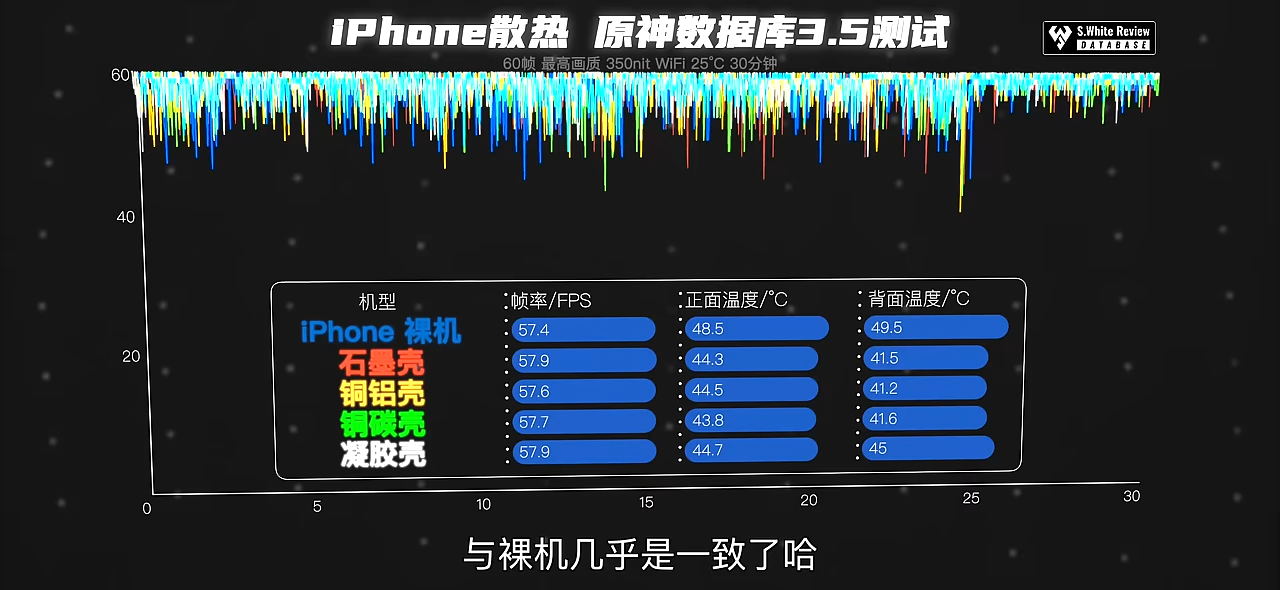 iPhone散热 原神数据库3.5测试
S.White Review
DATABASE
60帧 最高画质 350nit WiFi 25°C 30分钟
60
40
20
机型 帧率/FPS 正面温度/°C 背面温度/°C
iPhone 裸机 57.4 48.5 49.5
石墨壳 57.9 44.3 41.5
铜铝壳 57.6 44.5 41.2
铜碳壳 57.7 43.8 41.6
凝胶壳 57.9 44.7 45
0 5 10 15 20 25 30
与裸机几乎是一致了哈